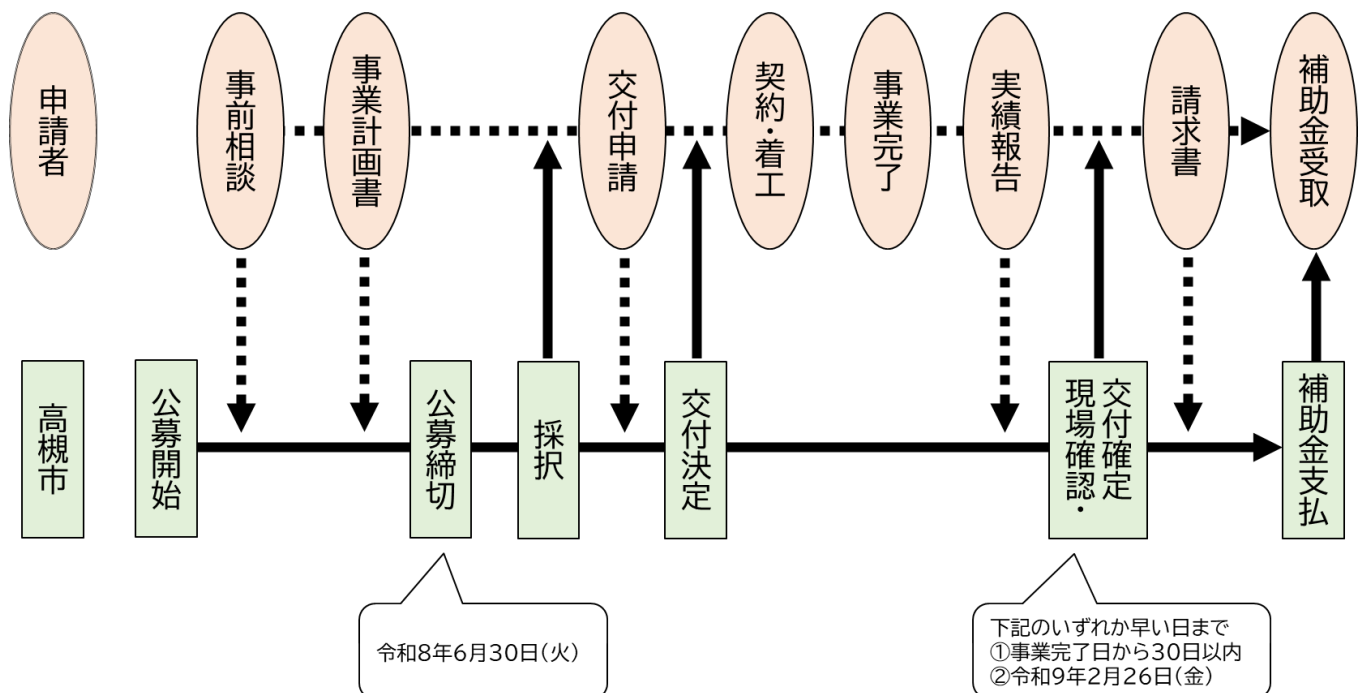 申請者
事前相談
事業計画書
交付申請
契約・着工
事業完了
実績報告
請求書
補助金受取
高槻市
公募開始
公募締切
採択
交付決定
交付確定
現場確認・
補助金支払
令和8年6月30日(火)
下記のいずれか早い日まで
①事業完了日から30日以内
②令和9年2月26日(金)